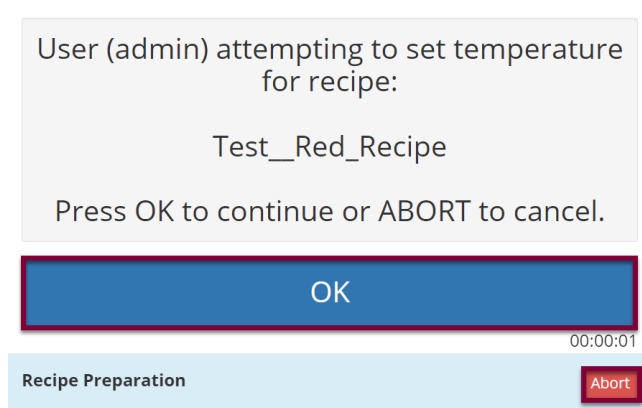 User (admin) attempting to set temperature
for recipe:
Test__Red_Recipe
Press OK to continue or ABORT to cancel.
OK
00:00:01
Recipe Preparation
Abort